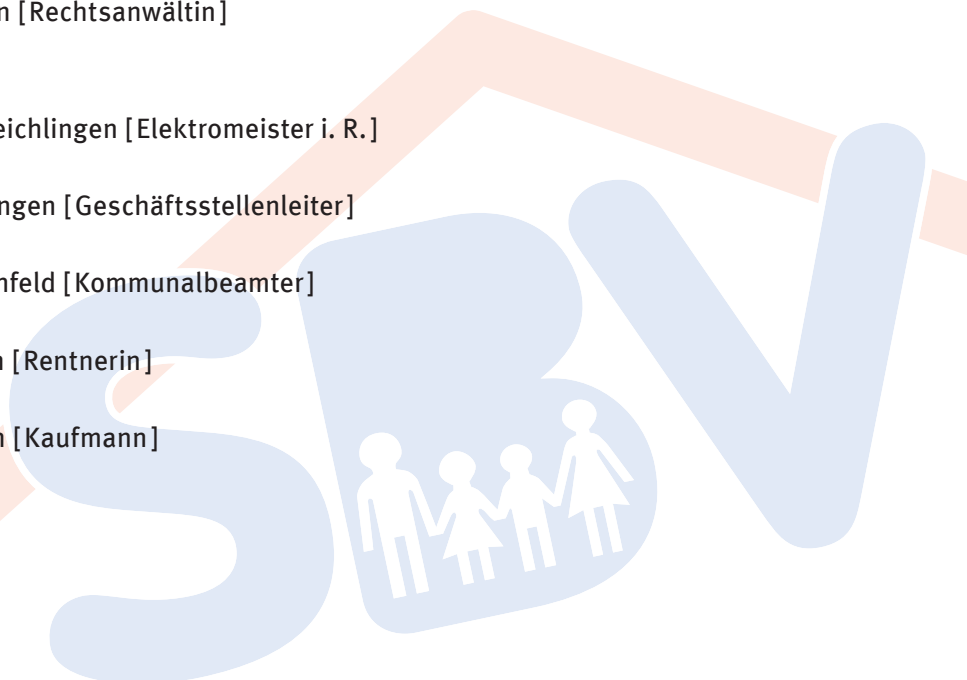 n [Rechtsanwältin]
eichlingen [Elektromeister i. R.]
ngen [Geschäftsstellenleiter]
nfeld [Kommunalbeamter]
n [Rentnerin]
n [Kaufmann]
SBV